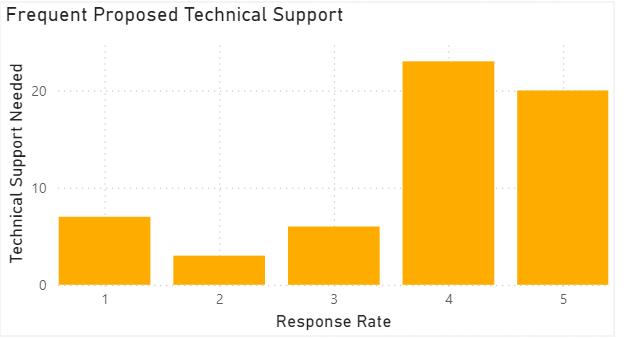 Frequent Proposed Technical Support
Technical Support Needed
20
10
0
1 2 3 4 5
Response Rate